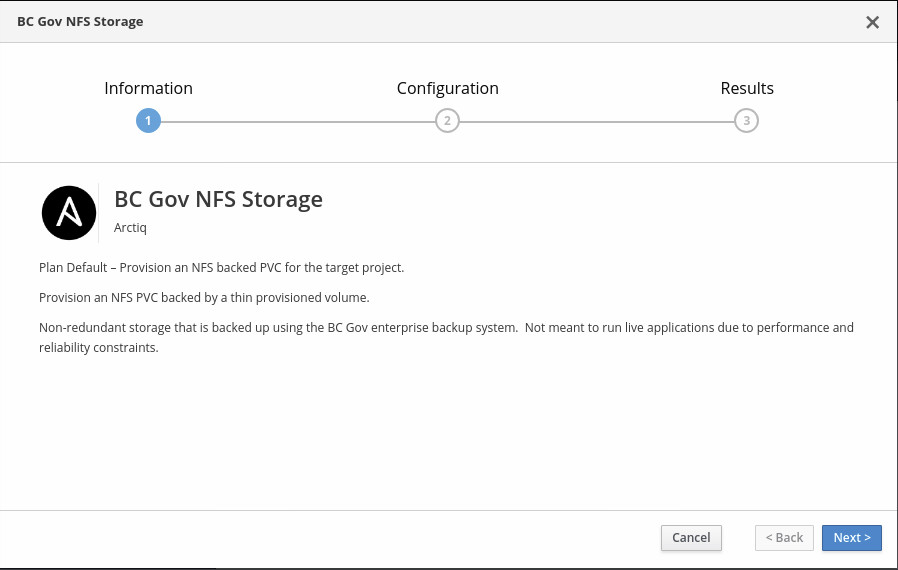 BC Gov NFS Storage
Information
Configuration
Results
1
2
3
BC Gov NFS Storage
Arctiq
Plan Default – Provision an NFS backed PVC for the target project.
Provision an NFS PVC backed by a thin provisioned volume.
Non-redundant storage that is backed up using the BC Gov enterprise backup system.  Not meant to run live applications due to performance and
reliability constraints.
Cancel
< Back
Next >